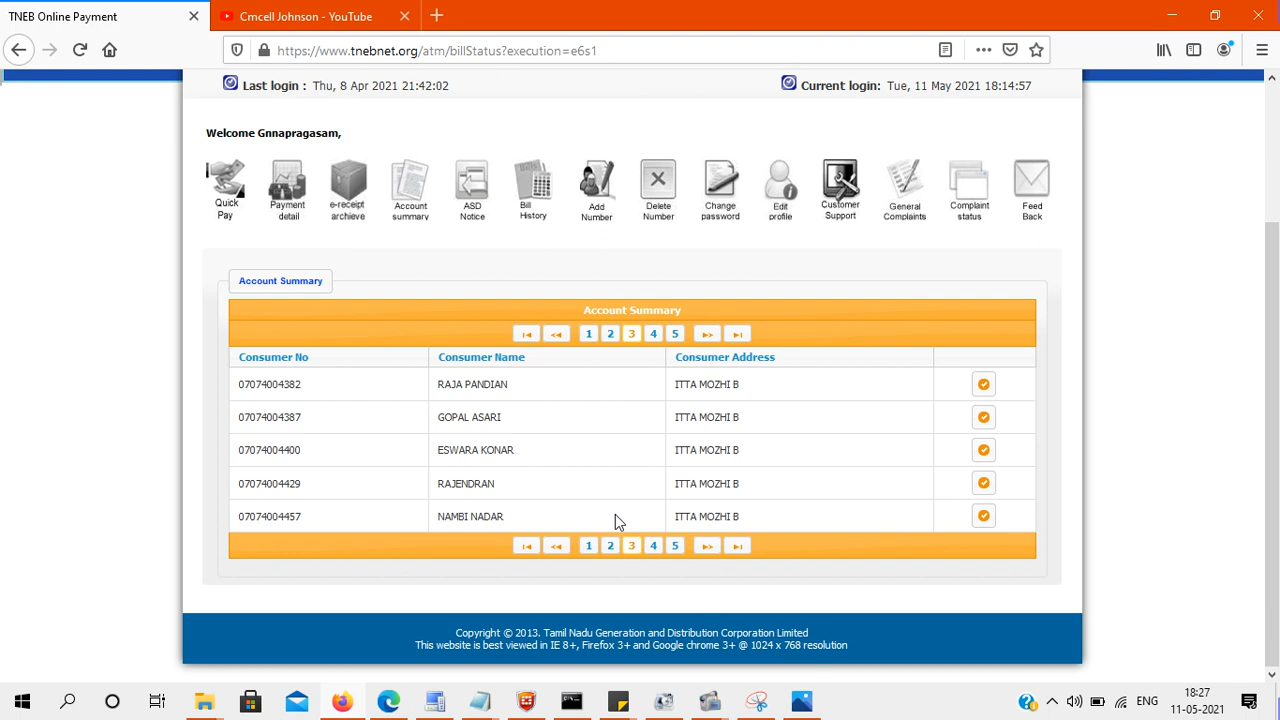 TNEB Online Payment
Cmcell Johnson - YouTube
https://www.tnebnet.org/atm/billStatus?execution=e6s1
Last login : Thu, 8 Apr 2021 21:42:02
Current login: Tue, 11 May 2021 18:14:57
Welcome Gnnapragasam,
Quick Pay
Payment detail
e-receipt archieve
Account summary
ASD Notice
Bill History
Add Number
Delete Number
Change password
Edit profile
Customer Support
General Complaints
Complaint status
Feed Back
Account Summary
Account Summary
1 2 3 4 5
Consumer No Consumer Name Consumer Address
07074004382 RAJA PANDIAN ITTA MOZHI B
07074004387 GOPAL ASARI ITTA MOZHI B
07074004400 ESWARA KONAR ITTA MOZHI B
07074004429 RAJENDRAN ITTA MOZHI B
07074004457 NAMBI NADAR ITTA MOZHI B
1 2 3 4 5
Copyright © 2013. Tamil Nadu Generation and Distribution Corporation Limited
This website is best viewed in IE 8+, Firefox 3+ and Google chrome 3+ @ 1024 x 768 resolution
ENG
18:27
11-05-2021